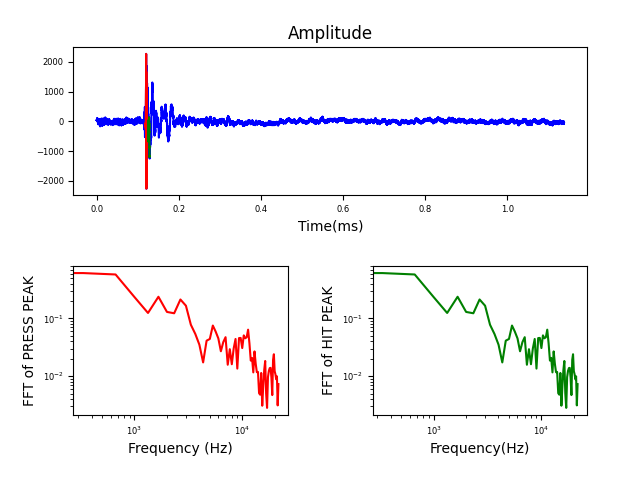 Amplitude
2000
1000
0
−1000
−2000
0.0 0.2 0.4 0.6 0.8 1.0
Time(ms)
FFT of PRESS PEAK
10⁻¹
10⁻²
10³ 10⁴
Frequency (Hz)
FFT of HIT PEAK
10⁻¹
10⁻²
10³ 10⁴
Frequency(Hz)